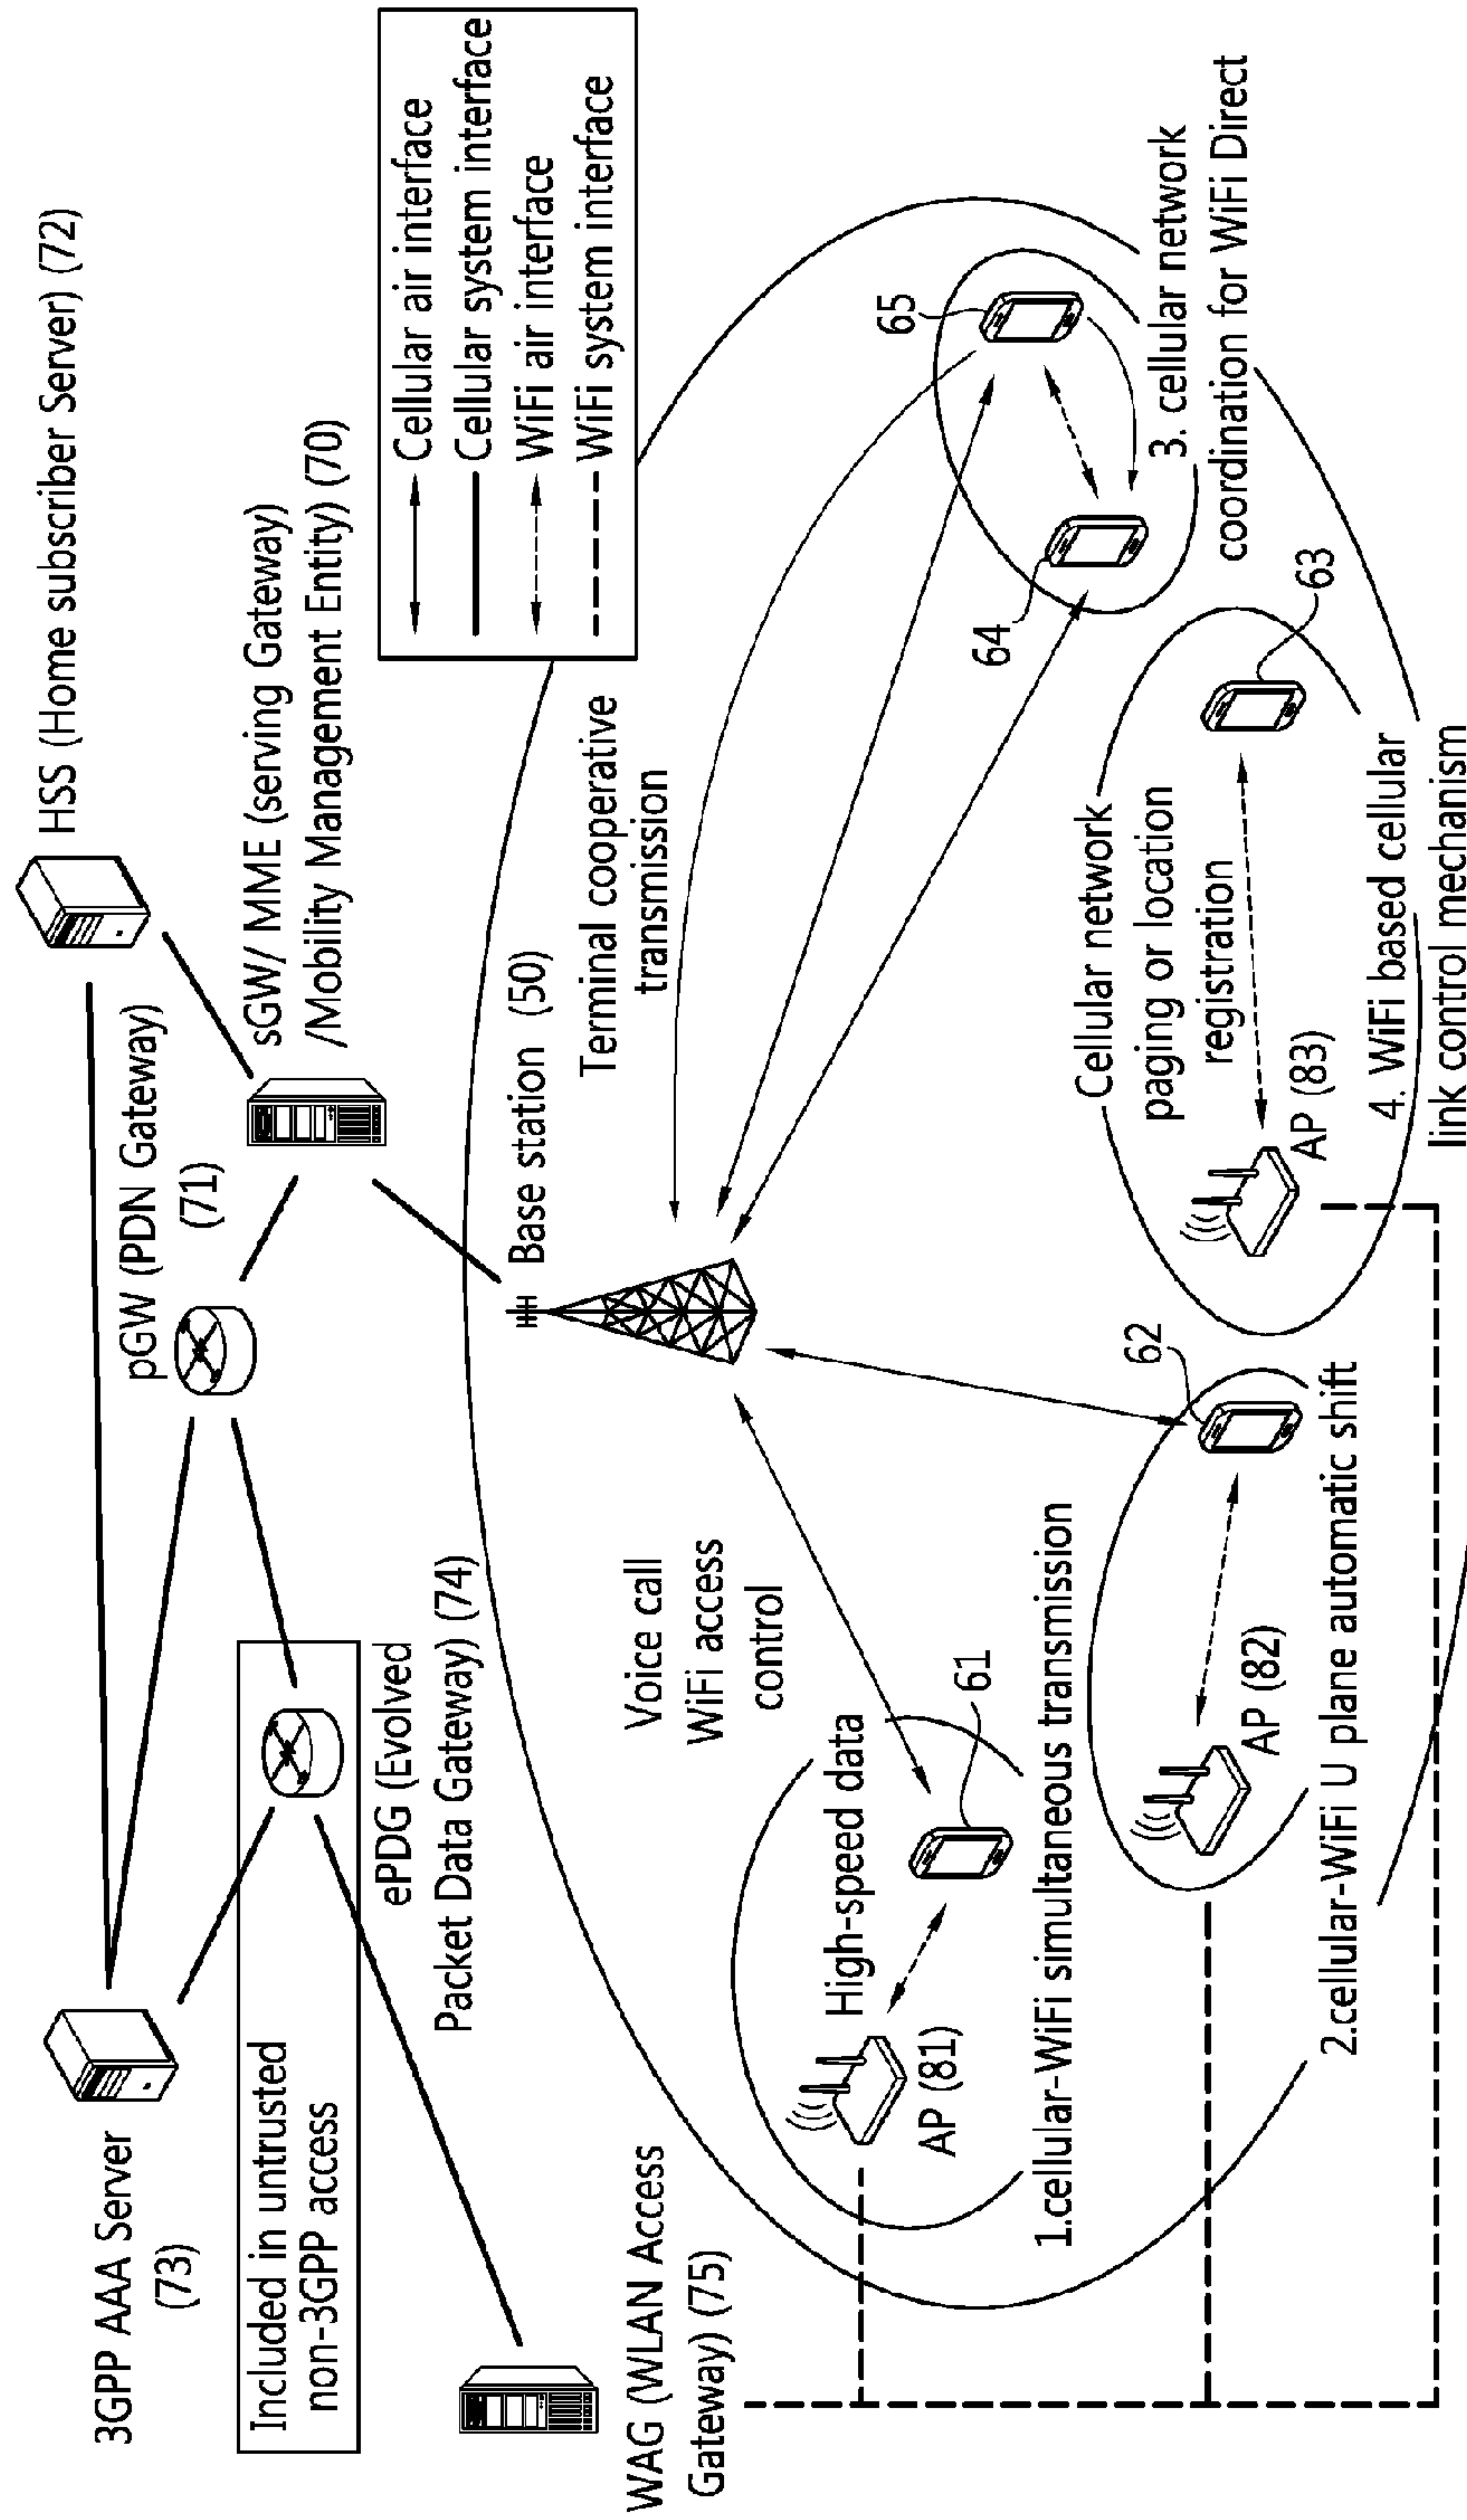 HSS (Home subscriber Server) (72)
3GPP AAA Server
(73)
pGW (PDN Gateway)
(71)
sGW/ MME (serving Gateway)
/Mobility Management Entity) (70)
Included in untrusted
non-3GPP access
ePDG (Evolved
Packet Data Gateway) (74)
Cellular air interface
Cellular system interface
WiFi air interface
WiFi system interface
WAG (WLAN Access
Gateway) (75)
Base station (50)
Terminal cooperative
transmission
Voice call
WiFi access
control
High-speed data
AP (81)
61
1.cellular-WiFi simultaneous transmission
62
AP (82)
2.cellular-WiFi U plane automatic shift
Cellular network
paging or location
registration
AP (83)
63
4. WiFi based cellular
link control mechanism
64
65
3. cellular network
coordination for WiFi Direct